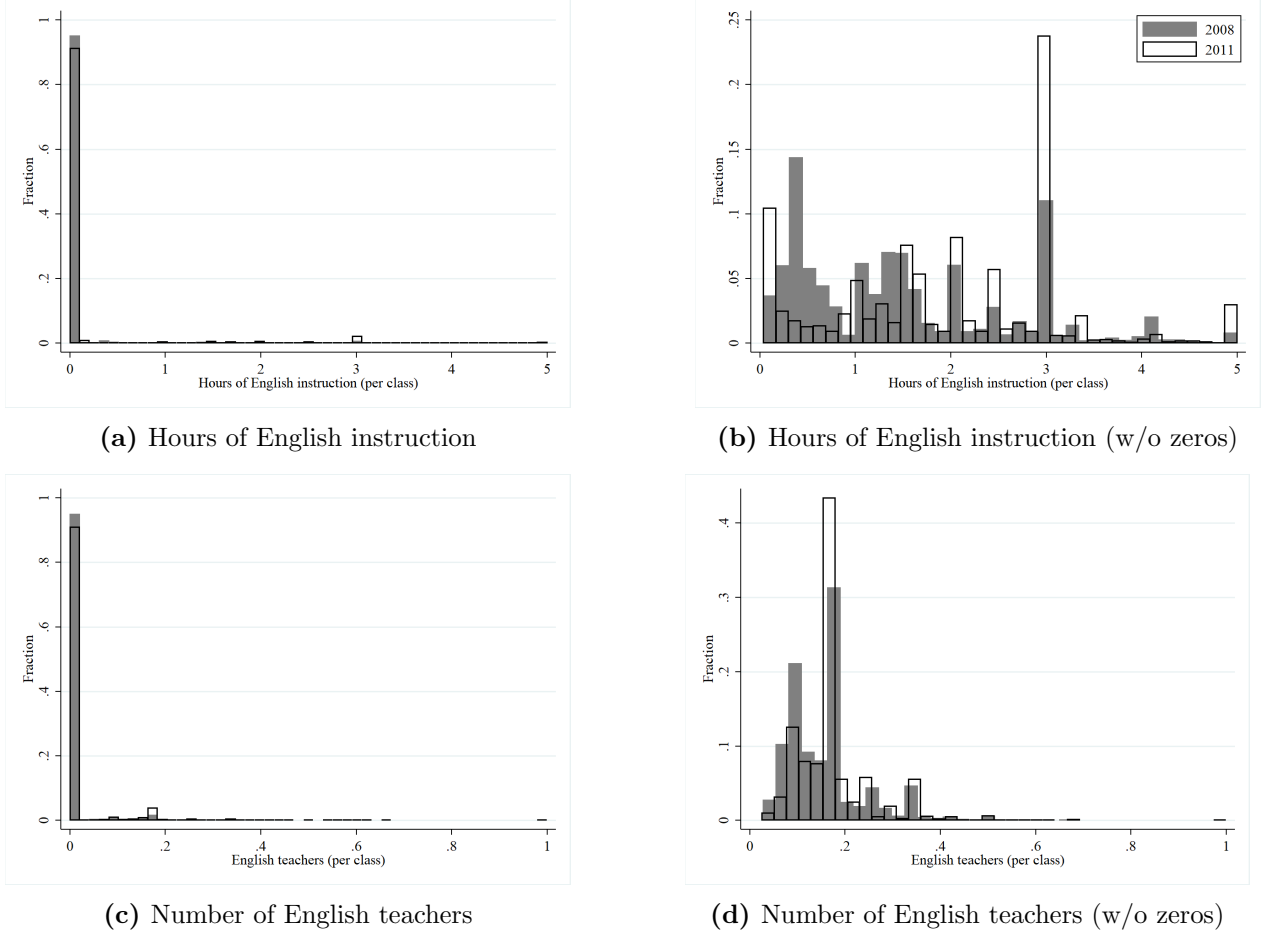 Fraction
1
.8
.6
.4
.2
0
0 1 2 3 4 5
Hours of English instruction (per class)
(a) Hours of English instruction
2008
2011
Fraction
.25
.2
.15
.1
.05
0
0 1 2 3 4 5
Hours of English instruction (per class)
(b) Hours of English instruction (w/o zeros)
Fraction
1
.8
.6
.4
.2
0
0 .2 .4 .6 .8 1
English teachers (per class)
(c) Number of English teachers
Fraction
.4
.3
.2
.1
0
0 .2 .4 .6 .8 1
English teachers (per class)
(d) Number of English teachers (w/o zeros)